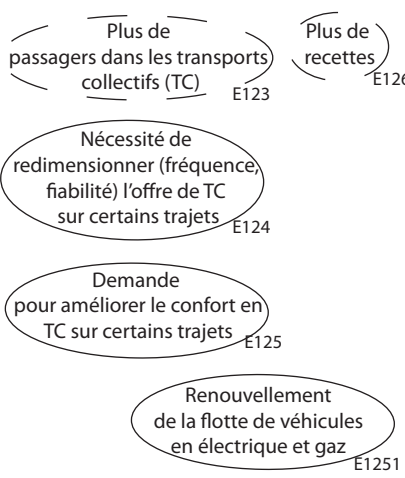 Plus de
passagers dans les transports
collectifs (TC)
E123
Plus de
recettes
E126
Nécessité de
redimensionner (fréquence,
fiabilité) l'offre de TC
sur certains trajets
E124
Demande
pour améliorer le confort en
TC sur certains trajets
E125
Renouvellement
de la flotte de véhicules
en électrique et gaz
E1251